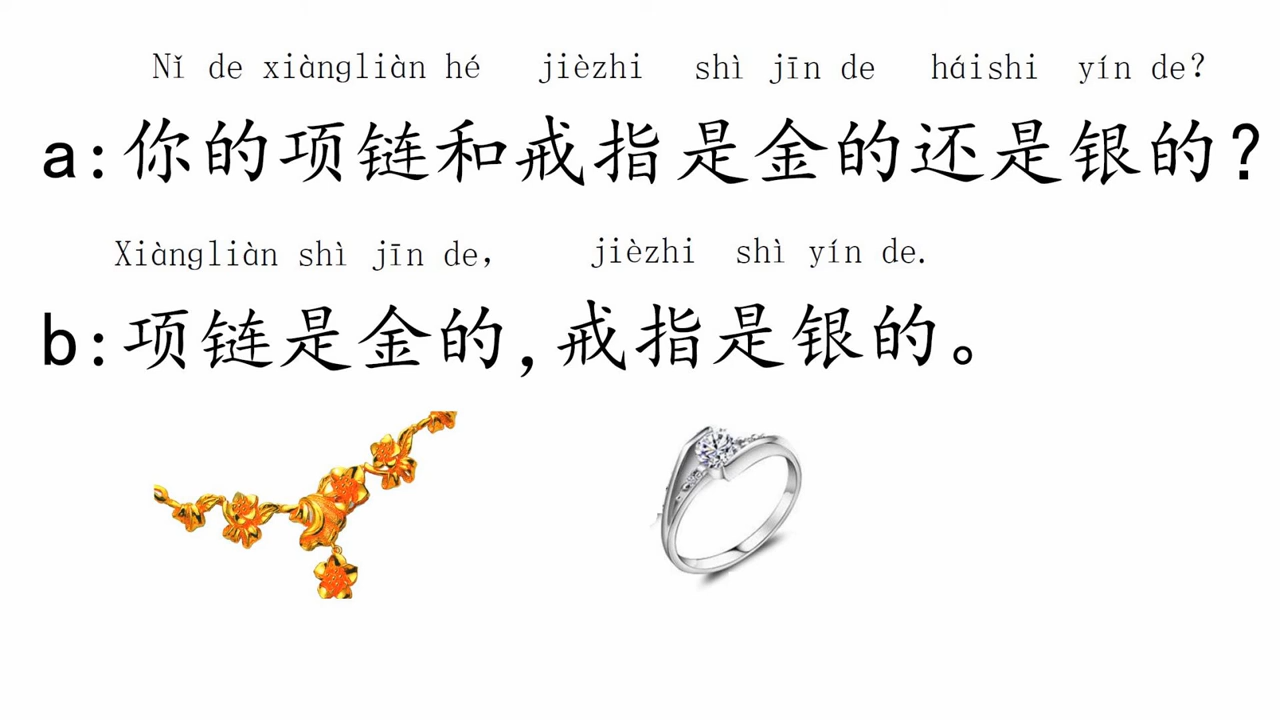 Nǐ de xiàngliàn hé jièzhi shì jīn de háishi yín de?
a:你的项链和戒指是金的还是银的?
Xiàngliàn shì jīn de, jièzhi shì yín de.
b:项链是金的,戒指是银的。